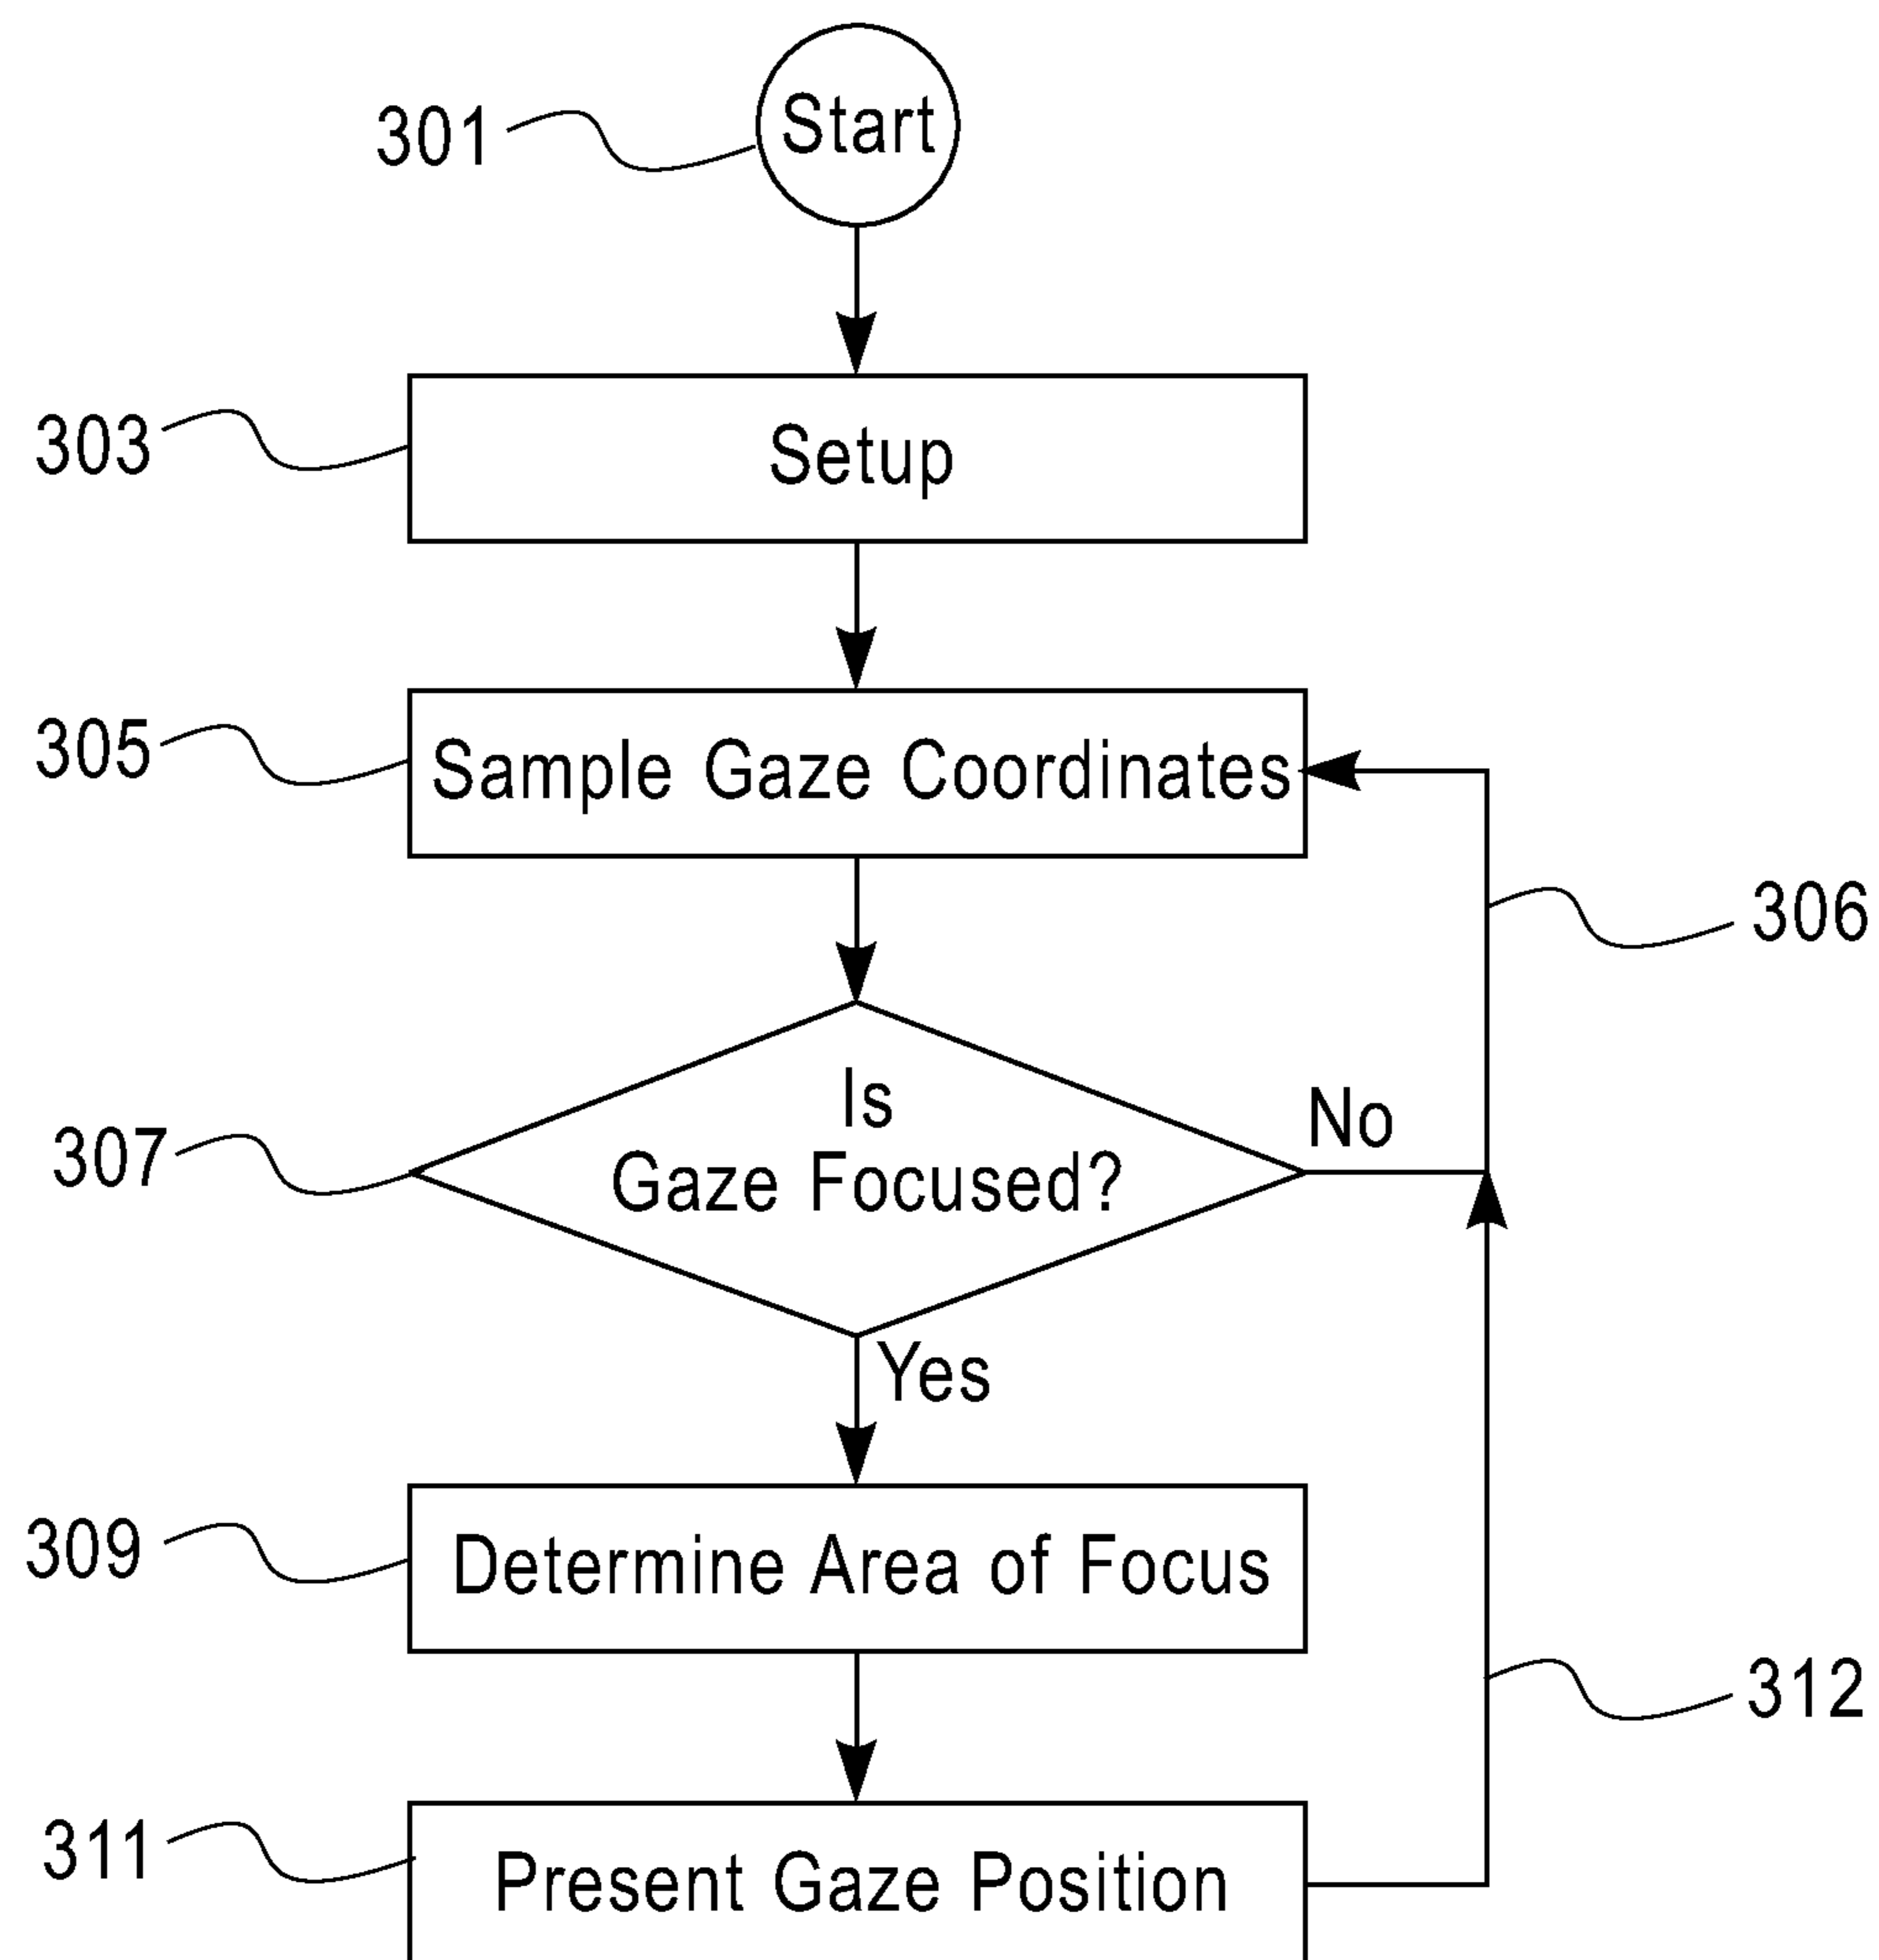 301
Start
303
Setup
305
Sample Gaze Coordinates
306
Is
No
307
Gaze Focused?
Yes
309
Determine Area of Focus
312
311
Present Gaze Position